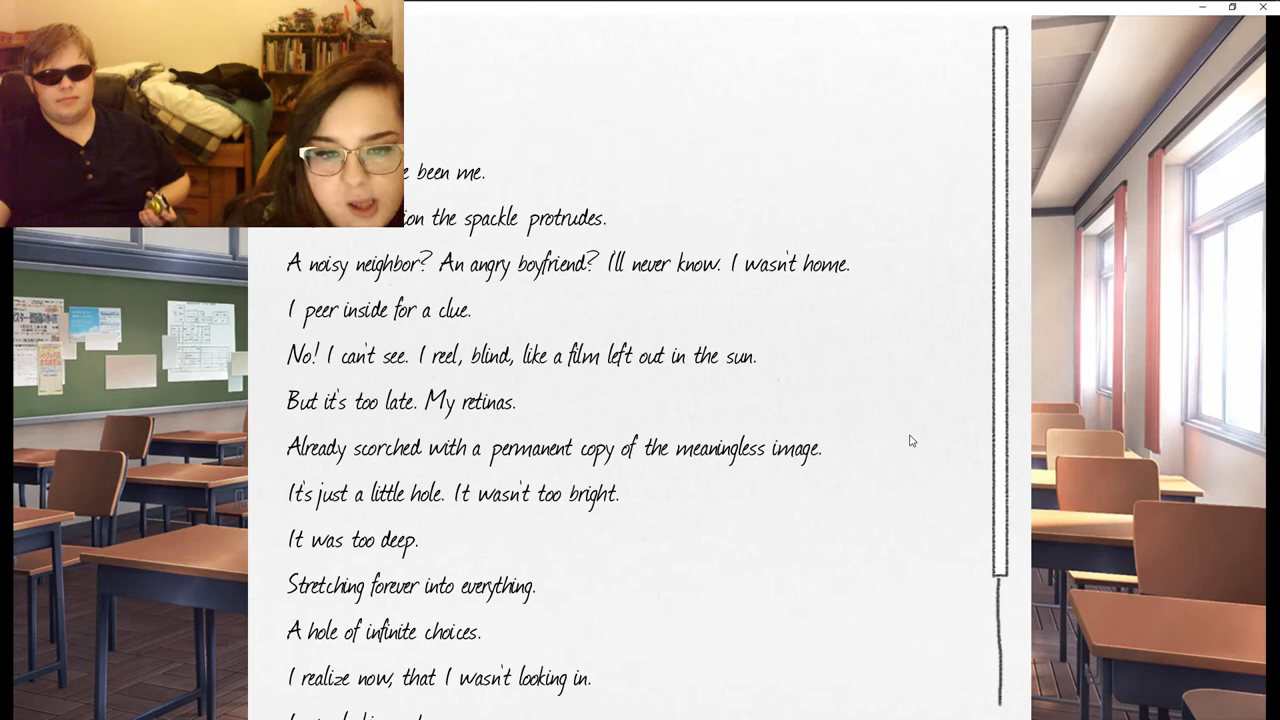 been me.
the spackle protrudes.
A noisy neighbor? An angry boyfriend? I'll never know. I wasn't home.
I peer inside for a clue.
No! I can't see. I reel, blind, like a film left out in the sun.
But it's too late. My retinas.
Already scorched with a permanent copy of the meaningless image.
It's just a little hole. It wasn't too bright.
It was too deep.
Stretching forever into everything.
A hole of infinite choices.
I realize now, that I wasn't looking in.